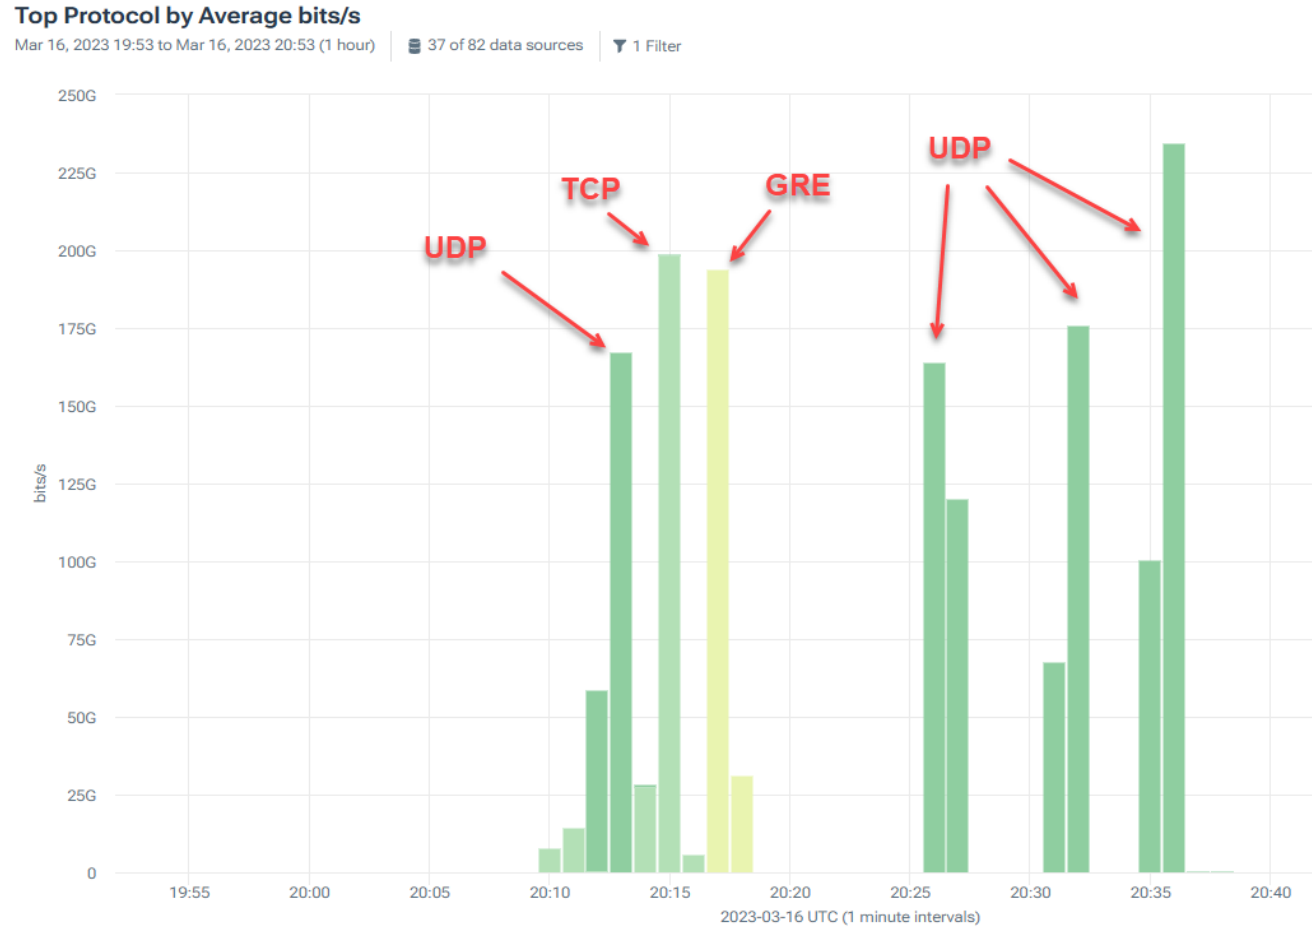 Top Protocol by Average bits/s
Mar 16, 2023 19:53 to Mar 16, 2023 20:53 (1 hour) 37 of 82 data sources 1 Filter
250G
225G
200G
175G
150G
125G
100G
75G
50G
25G
0
bits/s
UDP
TCP
GRE
UDP
19:55 20:00 20:05 20:10 20:15 20:20 20:25 20:30 20:35 20:40
2023-03-16 UTC (1 minute intervals)